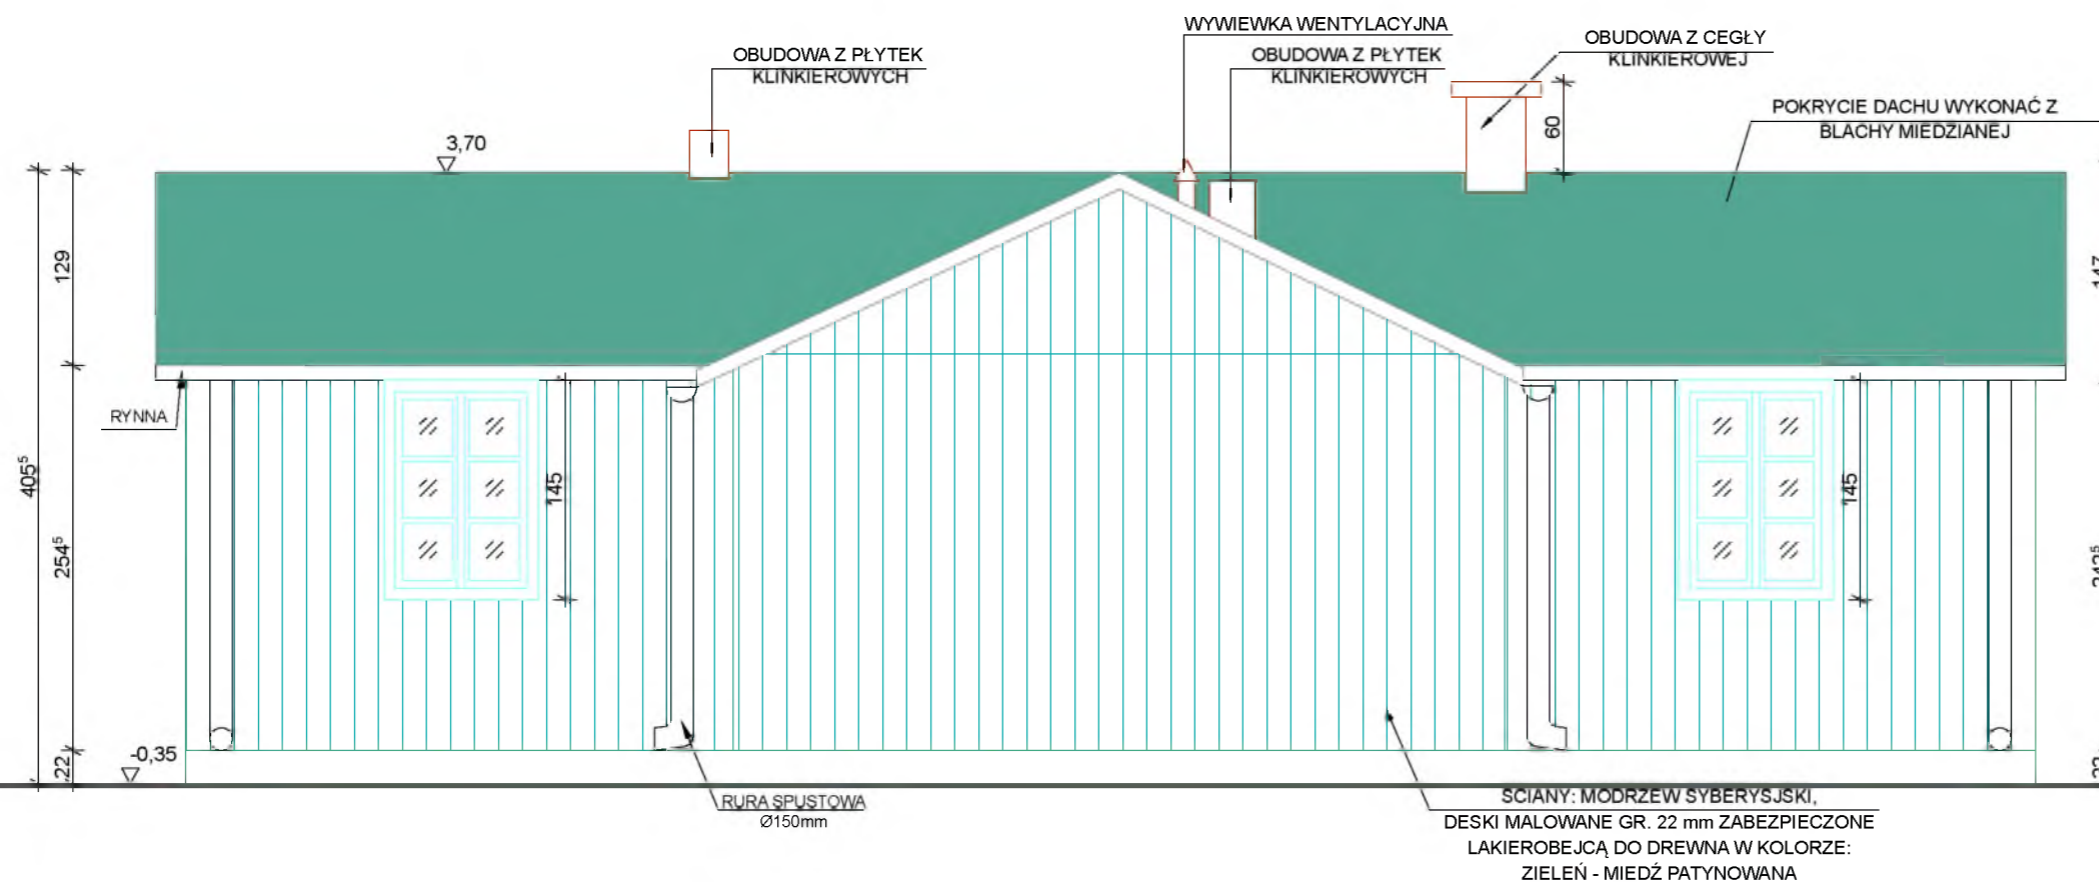 WYWIEWKA WENTYLACYJNA
OBUDOWA Z PŁYTEK
KLINKIEROWYCH
OBUDOWA Z PŁYTEK
KLINKIEROWYCH
OBUDOWA Z CEGŁY
KLINKIEROWEJ
POKRYCIE DACHU WYKONAĆ Z
BLACHY MIEDZIANEJ
3,70
60
129
RYNNA
405⁵
254⁵
145
145
22
-0,35
RURA SPUSTOWA
Ø150mm
SCIANY: MODRZEW SYBERYSJSKI,
DESKI MALOWANE GR. 22 mm ZABEZPIECZONE
LAKIEROBEJCĄ DO DREWNA W KOLORZE:
ZIELEŃ - MIEDŹ PATYNOWANA